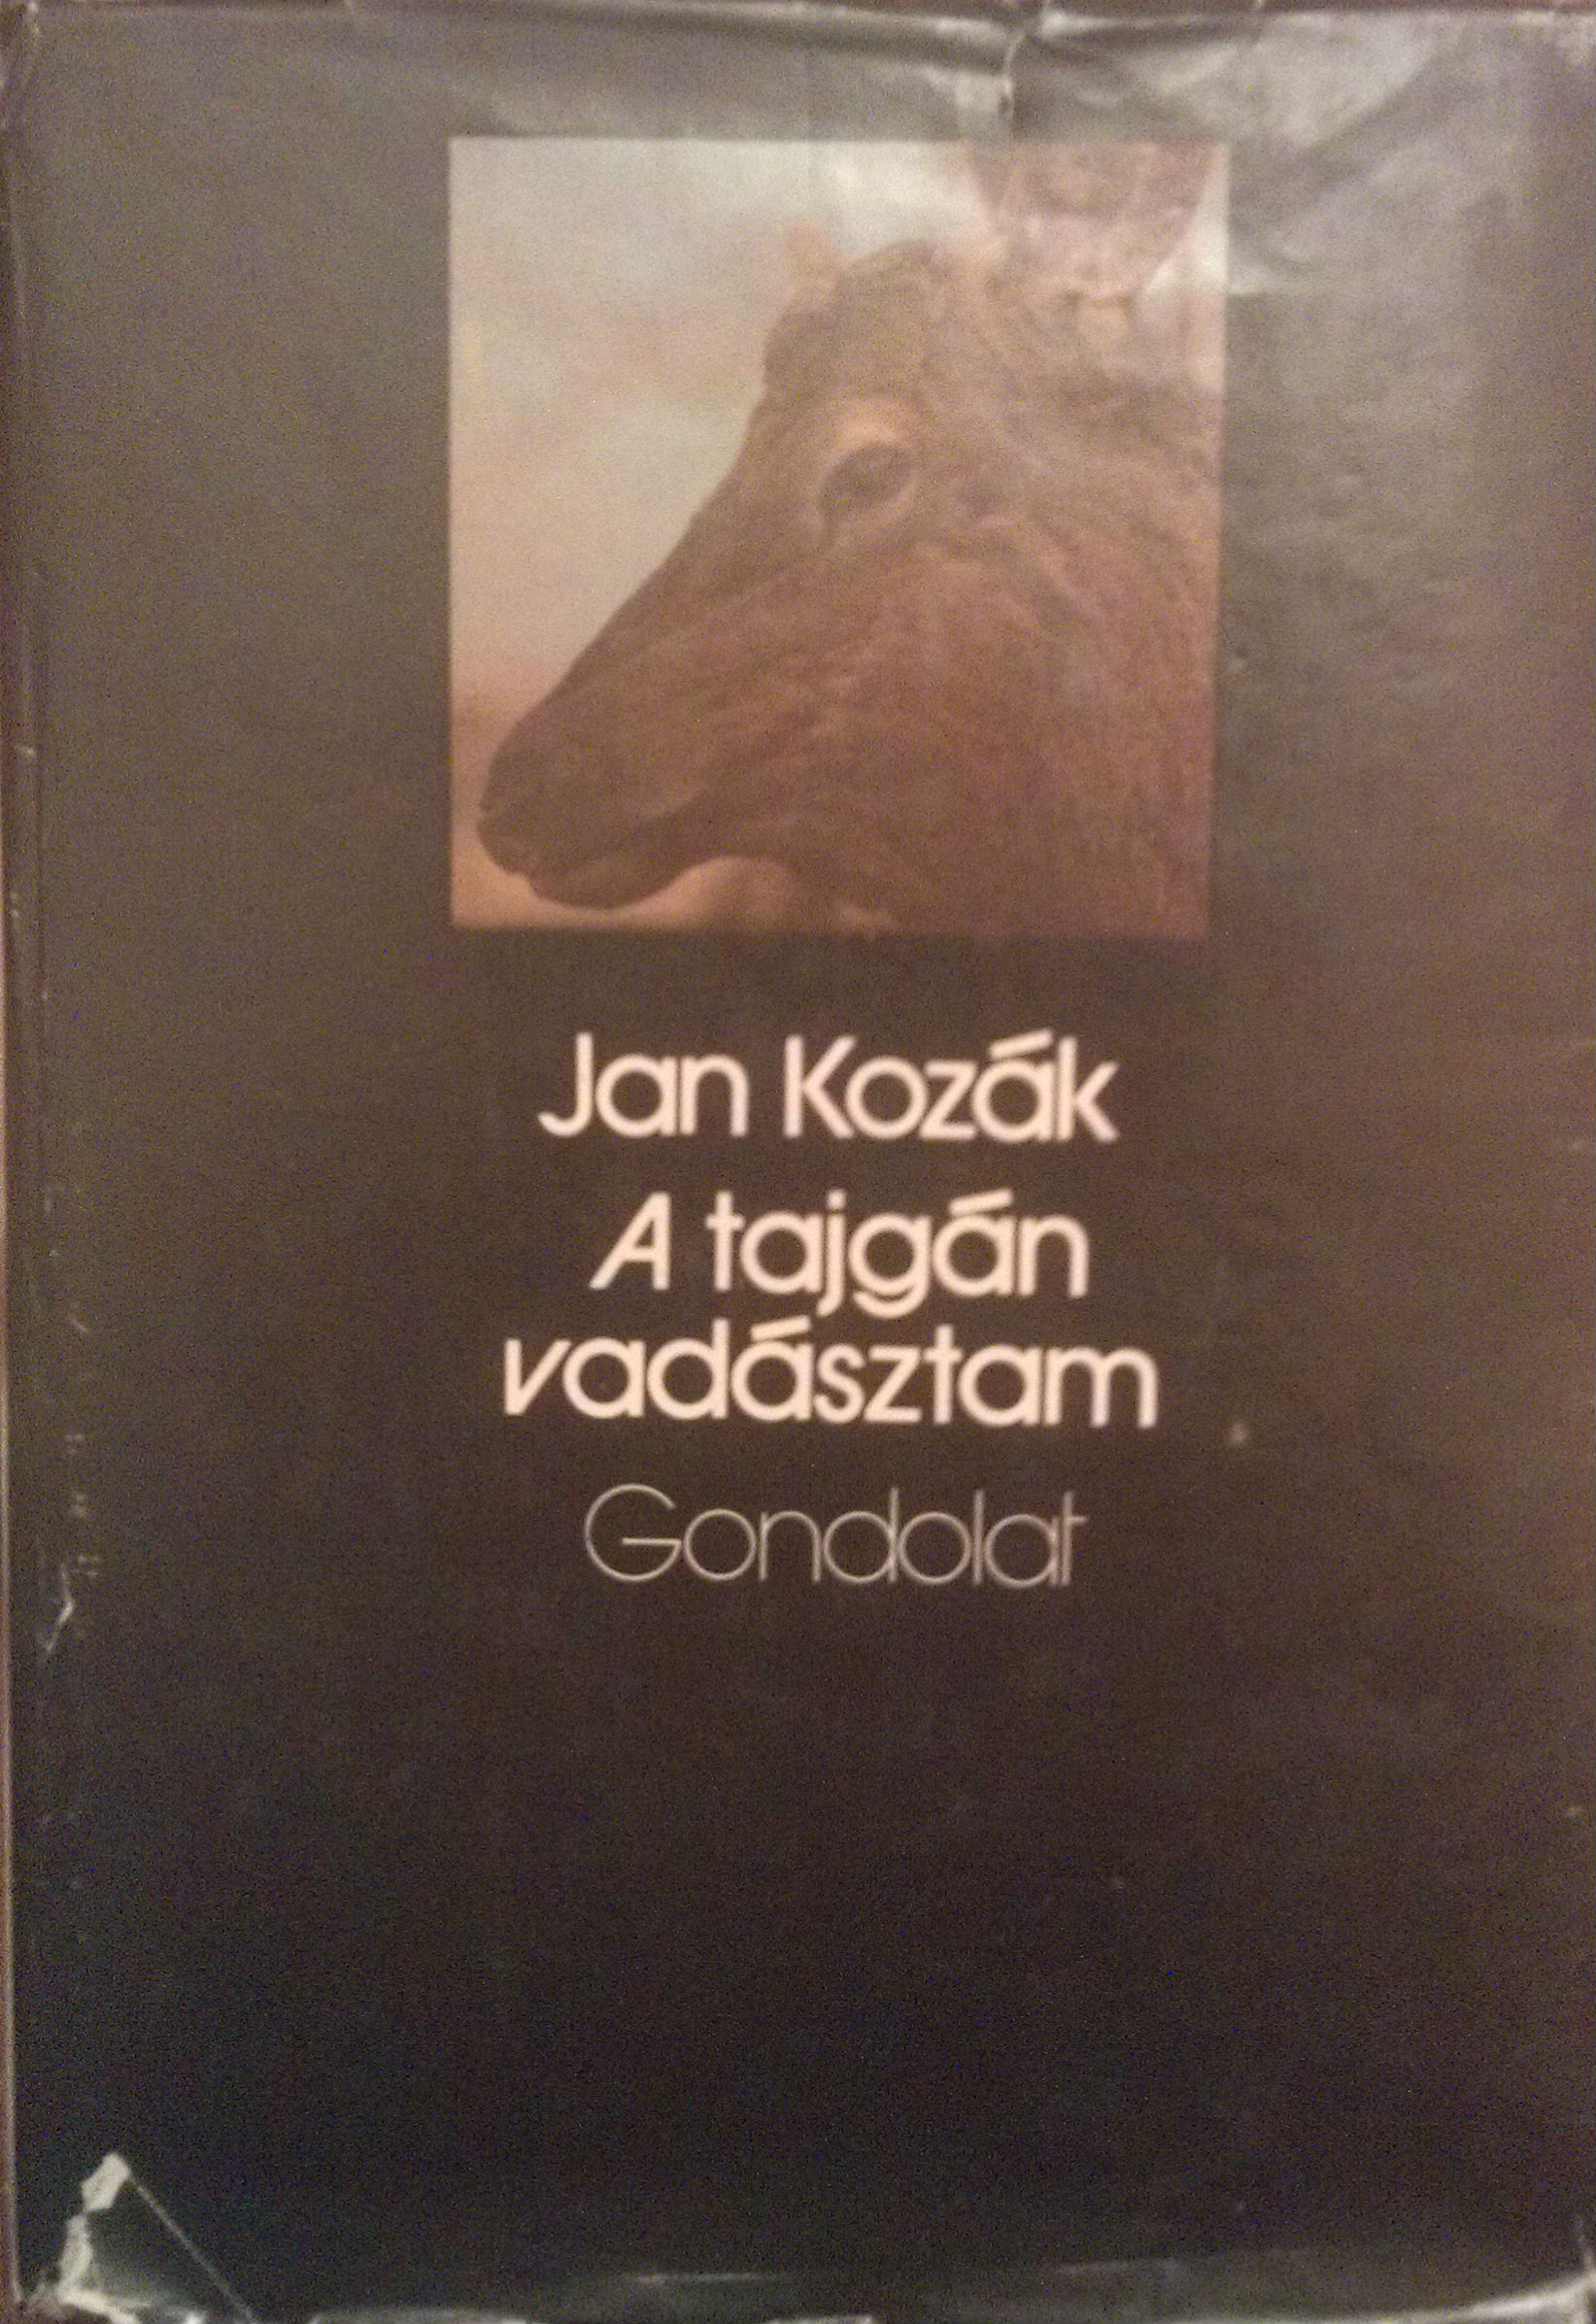 Jan Kozák
A tajgán
vadásztam
Gondolat